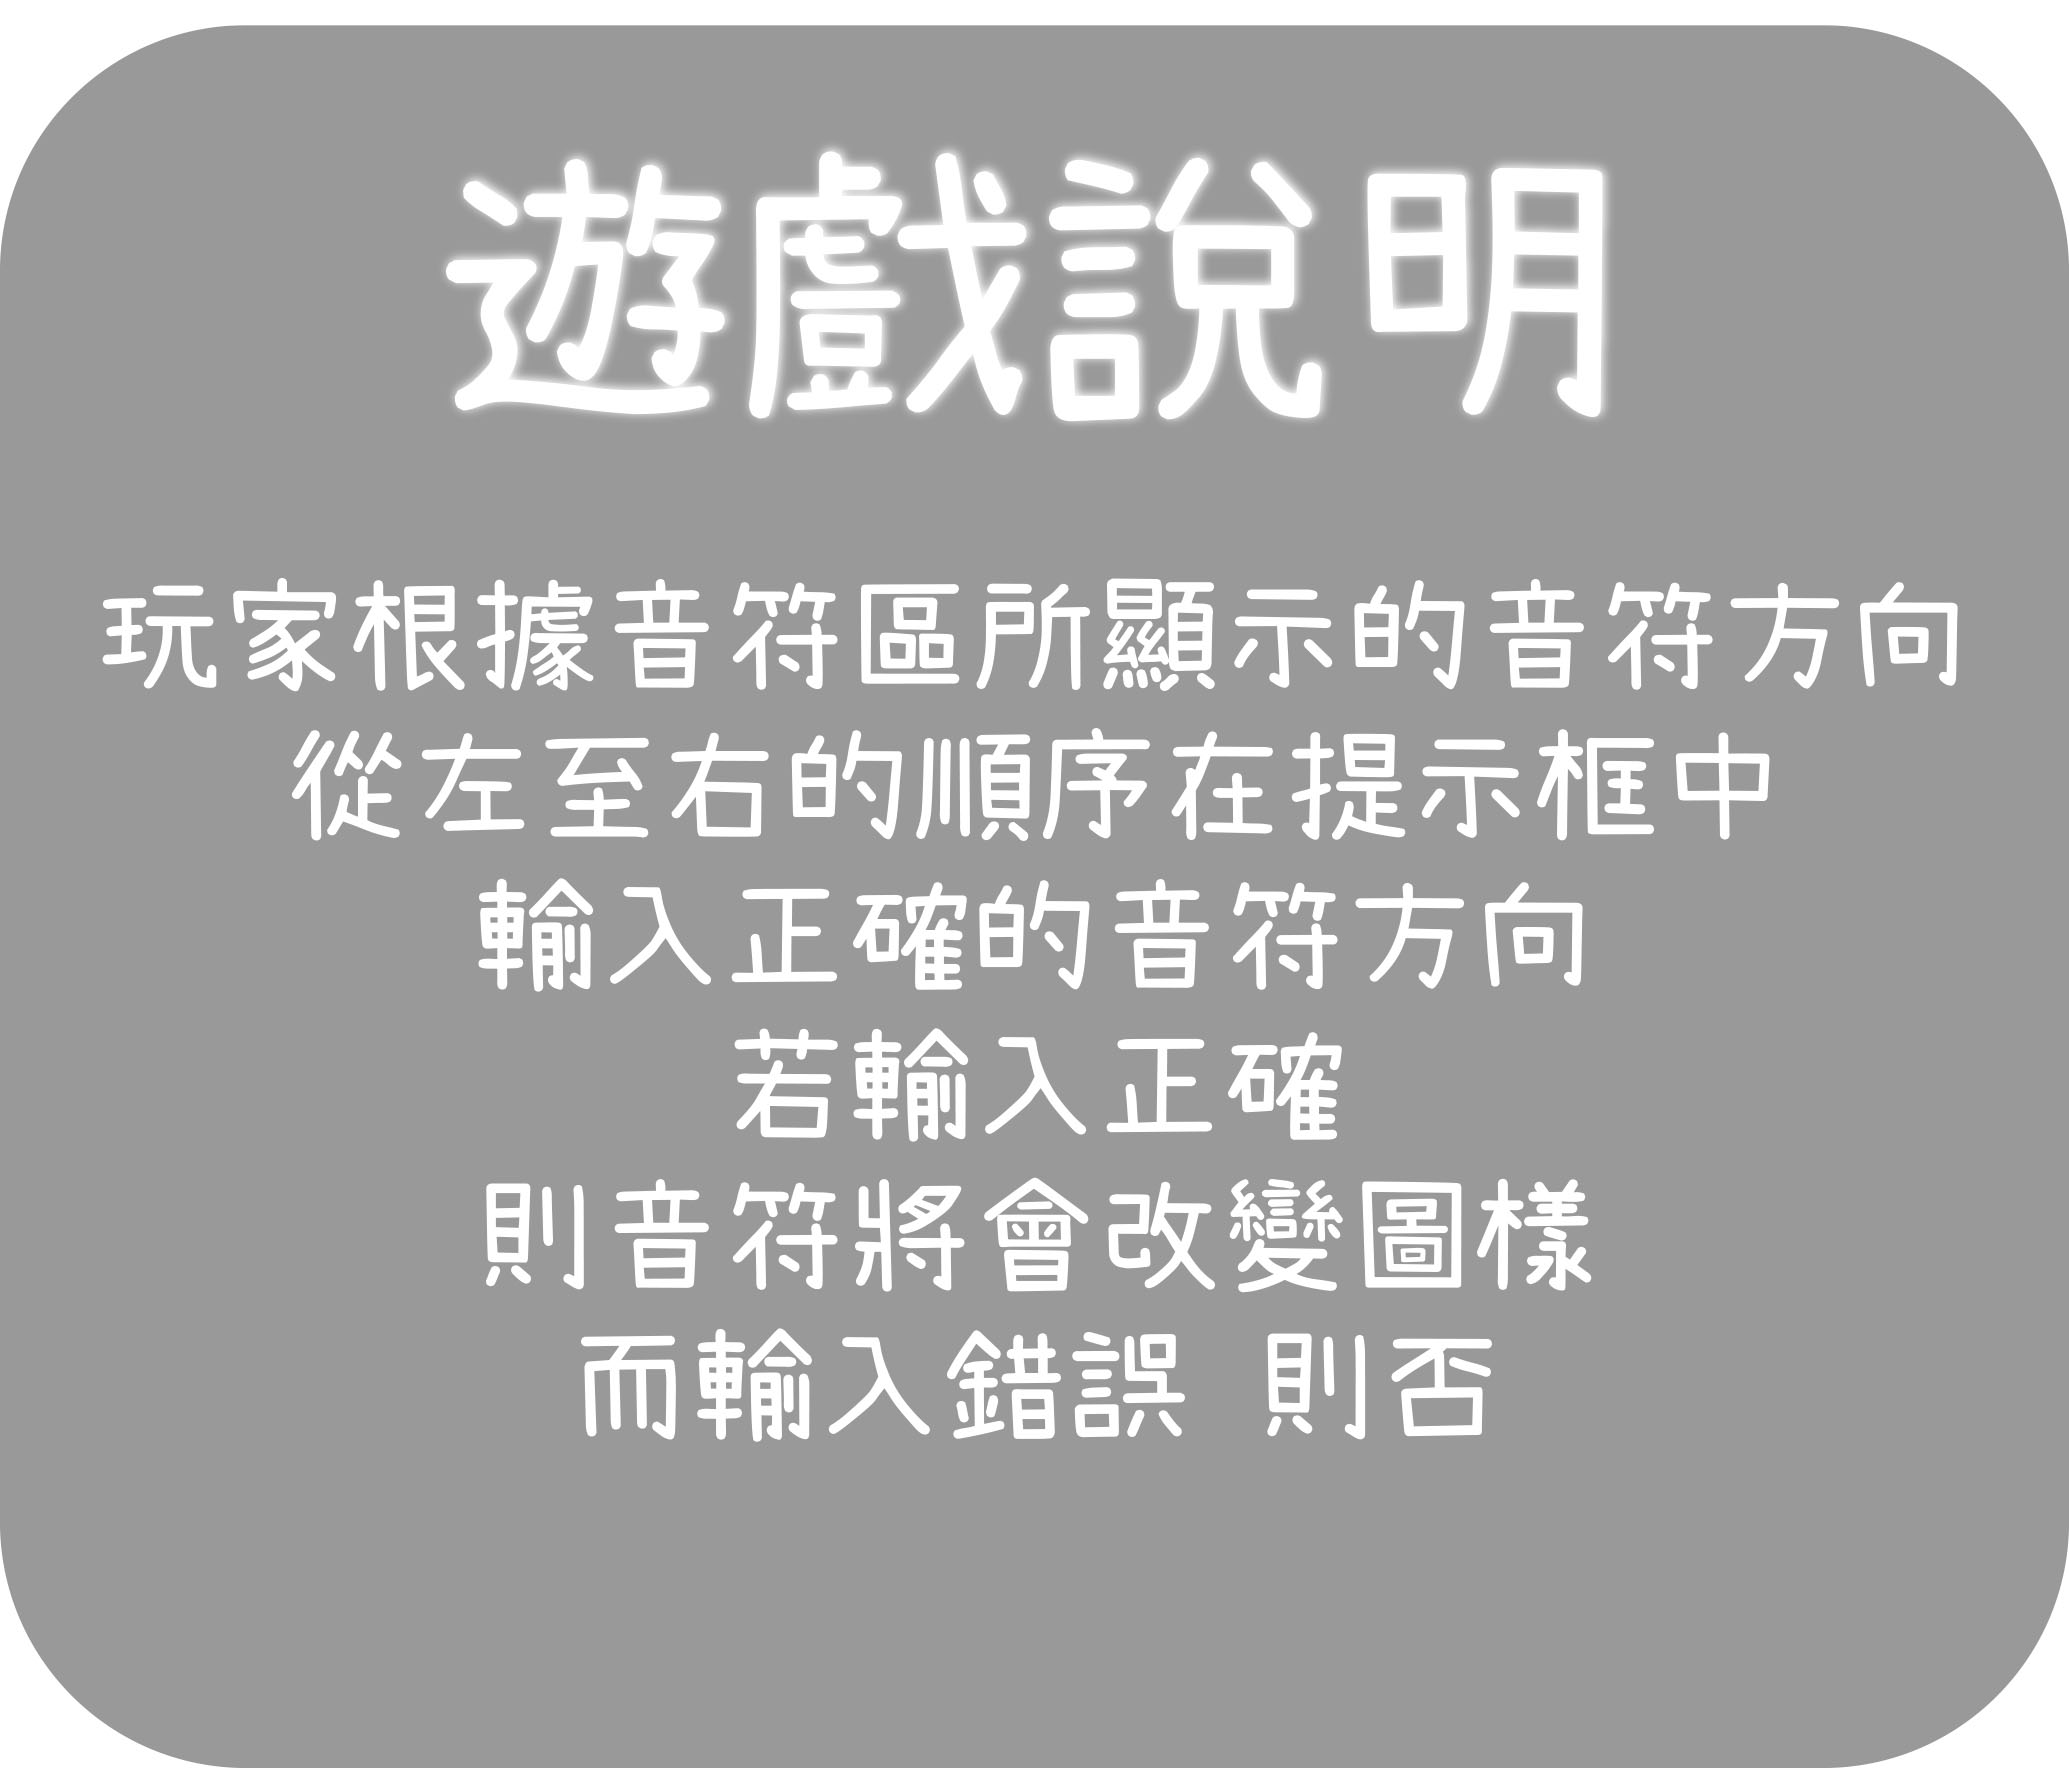 遊戲說明
玩家根據音符區所顯示的音符方向
從左至右的順序在提示框中
輸入正確的音符方向
若輸入正確
則音符將會改變圖樣
而輸入錯誤 則否